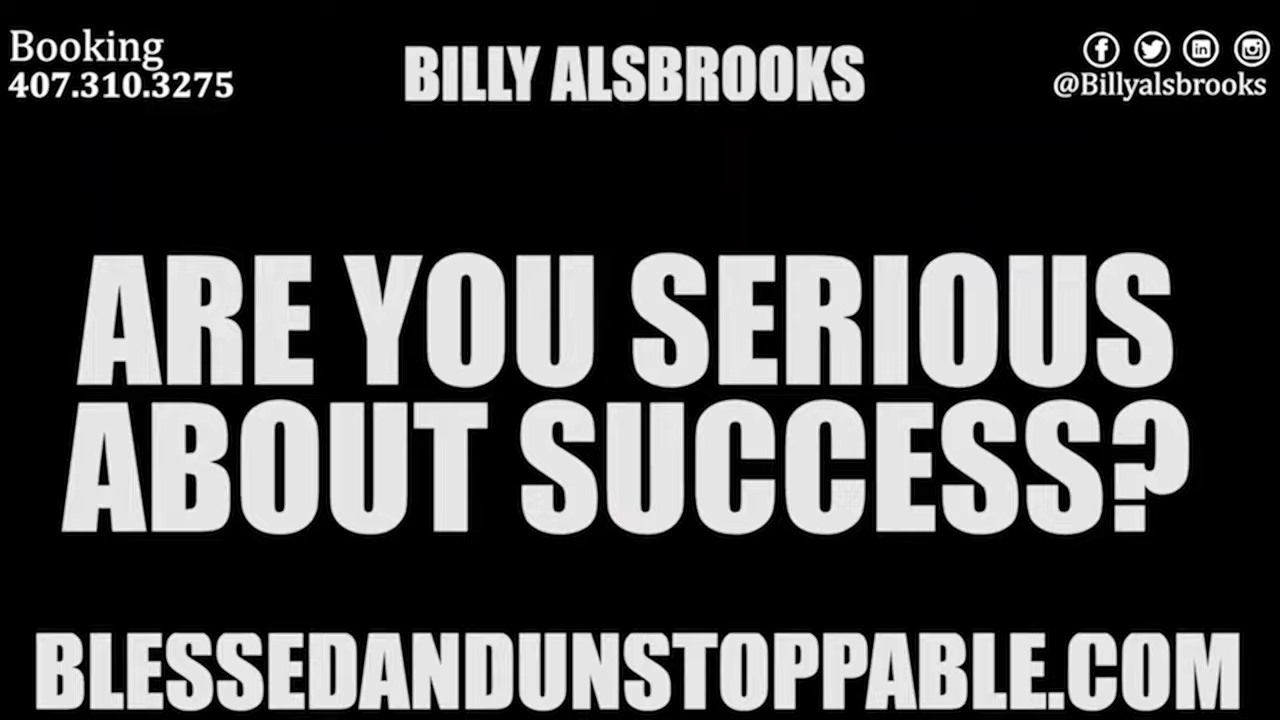 Booking
407.310.3275
BILLY ALSBROOKS
@Billyalsbrooks
ARE YOU SERIOUS
ABOUT SUCCESS?
BLESSEDANDUNSTOPPABLE.COM